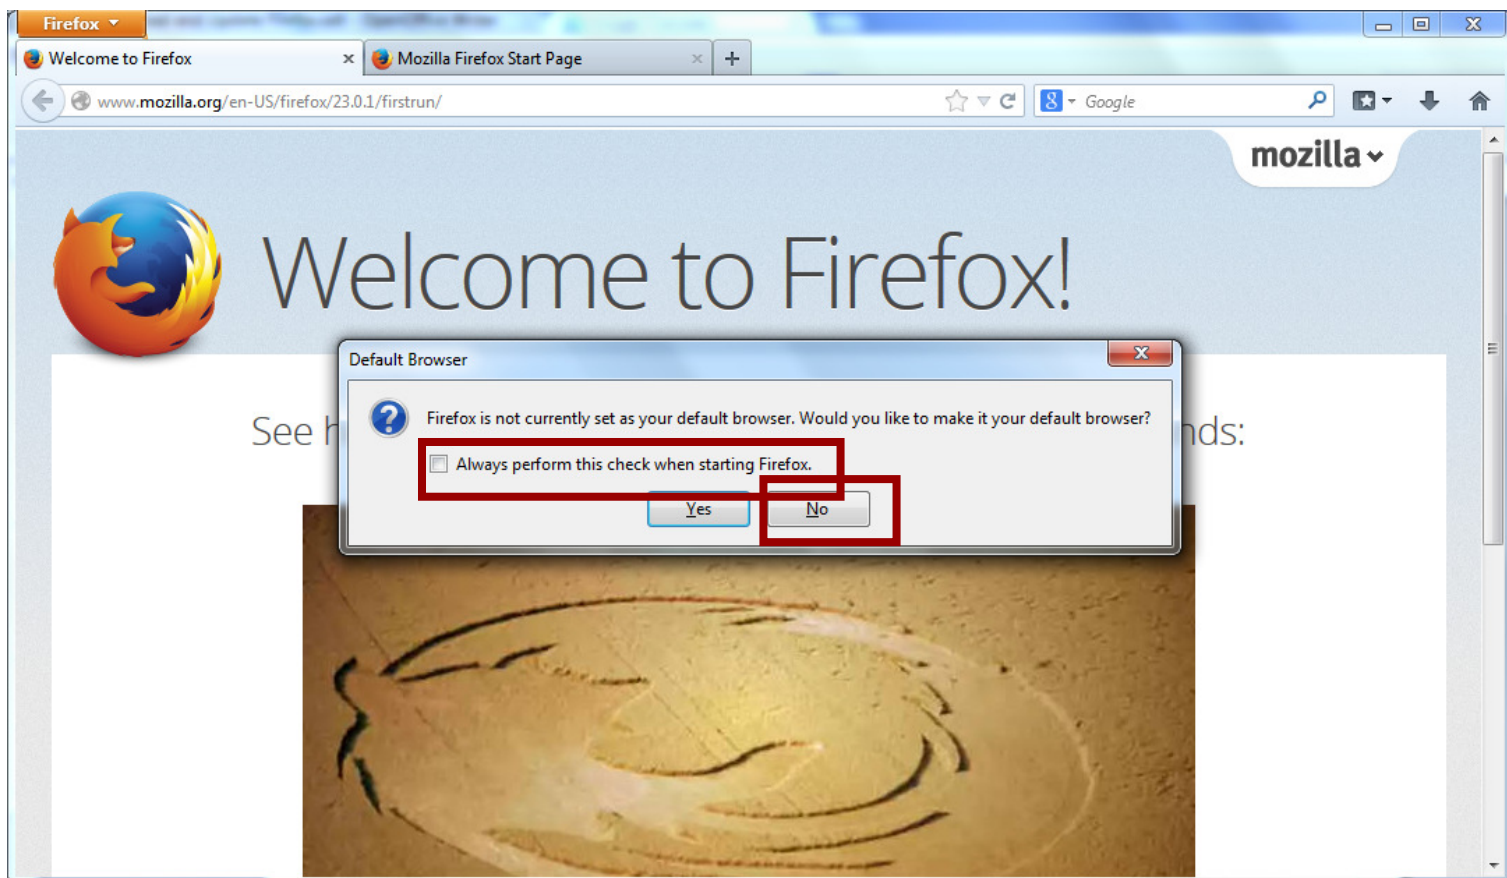 Firefox
Welcome to Firefox
Mozilla Firefox Start Page
www.mozilla.org/en-US/firefox/23.0.1/firstrun/
Google
mozilla
Welcome to Firefox!
Default Browser
Firefox is not currently set as your default browser. Would you like to make it your default browser?
See
nds:
Always perform this check when starting Firefox.
Yes
No